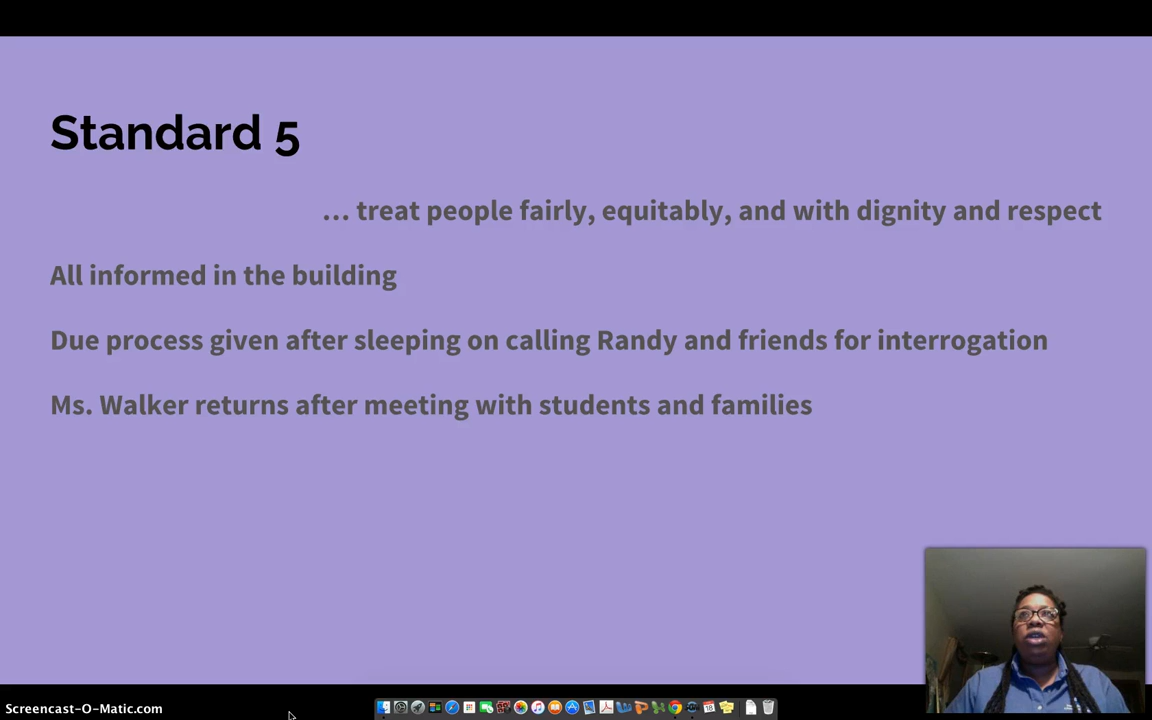 Standard 5
... treat people fairly, equitably, and with dignity and respect
All informed in the building
Due process given after sleeping on calling Randy and friends for interrogation
Ms. Walker returns after meeting with students and families
Screencast-O-Matic.com
18